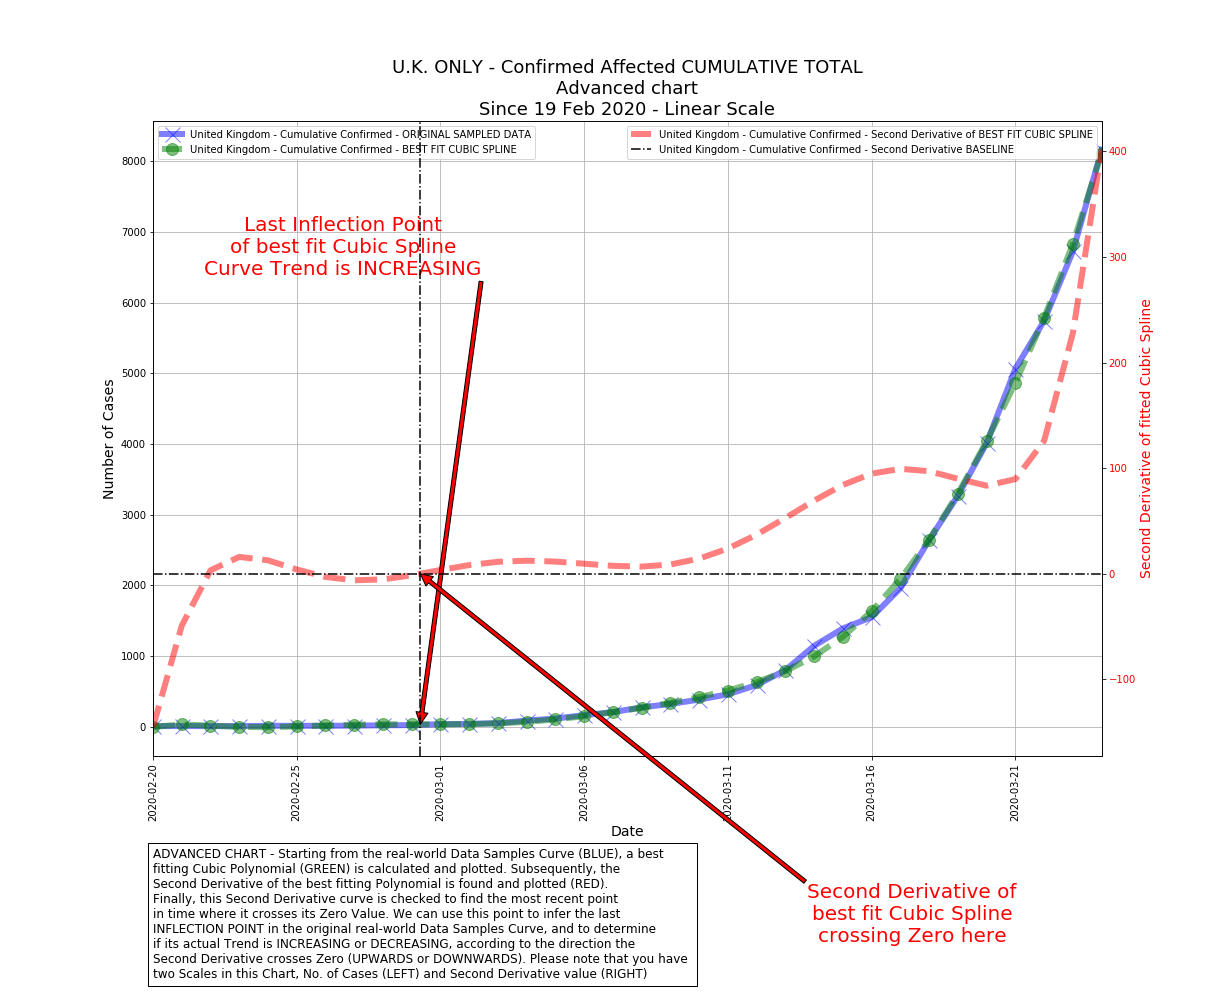 U.K. ONLY - Confirmed Affected CUMULATIVE TOTAL
Advanced chart
Since 19 Feb 2020 - Linear Scale
United Kingdom - Cumulative Confirmed - ORIGINAL SAMPLED DATA
United Kingdom - Cumulative Confirmed - BEST FIT CUBIC SPLINE
United Kingdom - Cumulative Confirmed - Second Derivative of BEST FIT CUBIC SPLINE
United Kingdom - Cumulative Confirmed - Second Derivative BASELINE
Last Inflection Point
of best fit Cubic Spline
Curve Trend is INCREASING
Number of Cases
8000
7000
6000
5000
4000
3000
2000
1000
0
400
300
200
100
0
−100
Second Derivative of fitted Cubic Spline
2020-02-20
2020-02-25
2020-03-01
2020-03-06
2020-03-11
2020-03-16
2020-03-21
Date
ADVANCED CHART - Starting from the real-world Data Samples Curve (BLUE), a best
fitting Cubic Polynomial (GREEN) is calculated and plotted. Subsequently, the
Second Derivative of the best fitting Polynomial is found and plotted (RED).
Finally, this Second Derivative curve is checked to find the most recent point
in time where it crosses its Zero Value. We can use this point to infer the last
INFLECTION POINT in the original real-world Data Samples Curve, and to determine
if its actual Trend is INCREASING or DECREASING, according to the direction the
Second Derivative crosses Zero (UPWARDS or DOWNWARDS). Please note that you have
two Scales in this Chart, No. of Cases (LEFT) and Second Derivative value (RIGHT)
Second Derivative of
best fit Cubic Spline
crossing Zero here